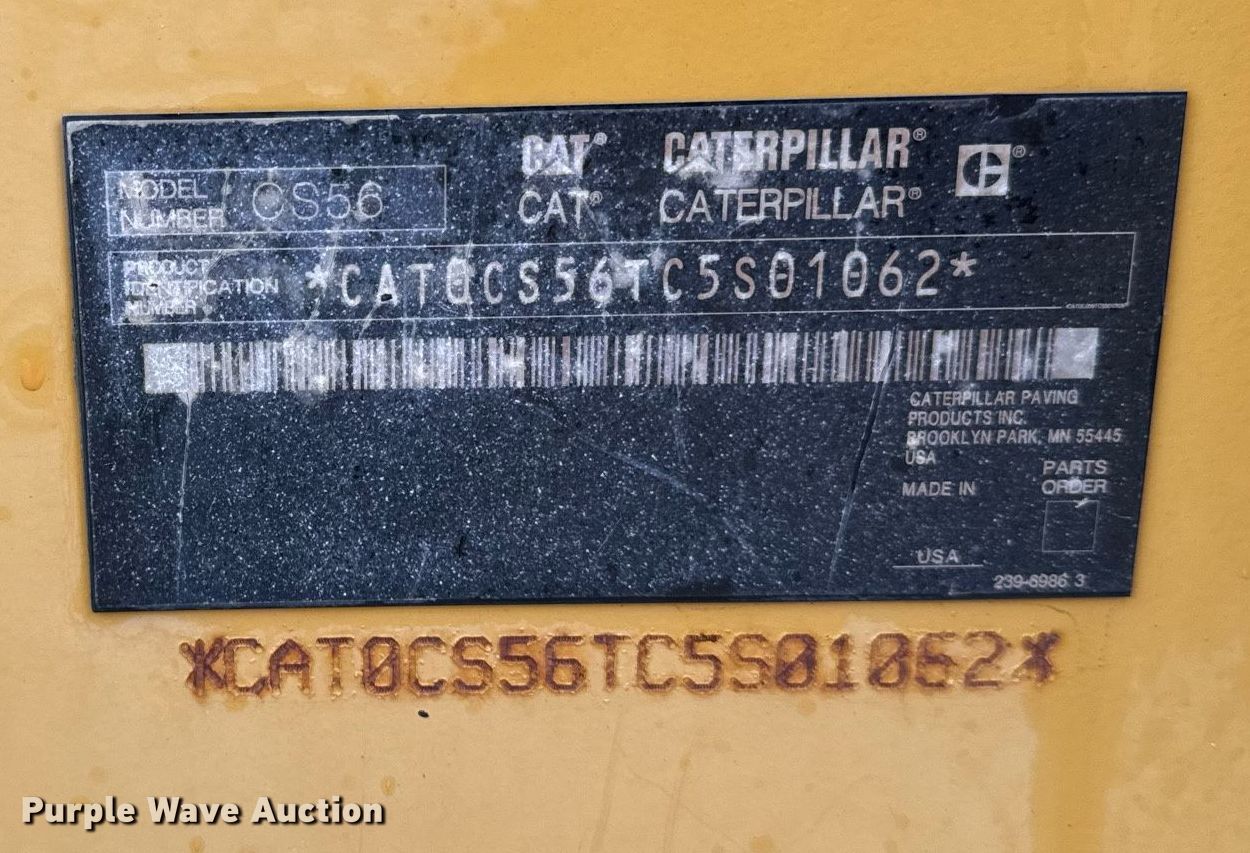 CAT® CATERPILLAR® ®
CAT® CATERPILLAR®
MODEL NUMBER CS56
PRODUCT IDENTIFICATION NUMBER *CAT0CS56TC5S01062*
CATERPILLAR PAVING
PRODUCTS INC.
BROOKLYN PARK, MN 55445
USA
MADE IN
USA
PARTS
ORDER
239-6986 3
*CAT0CS56TC5S01062*
Purple Wave Auction